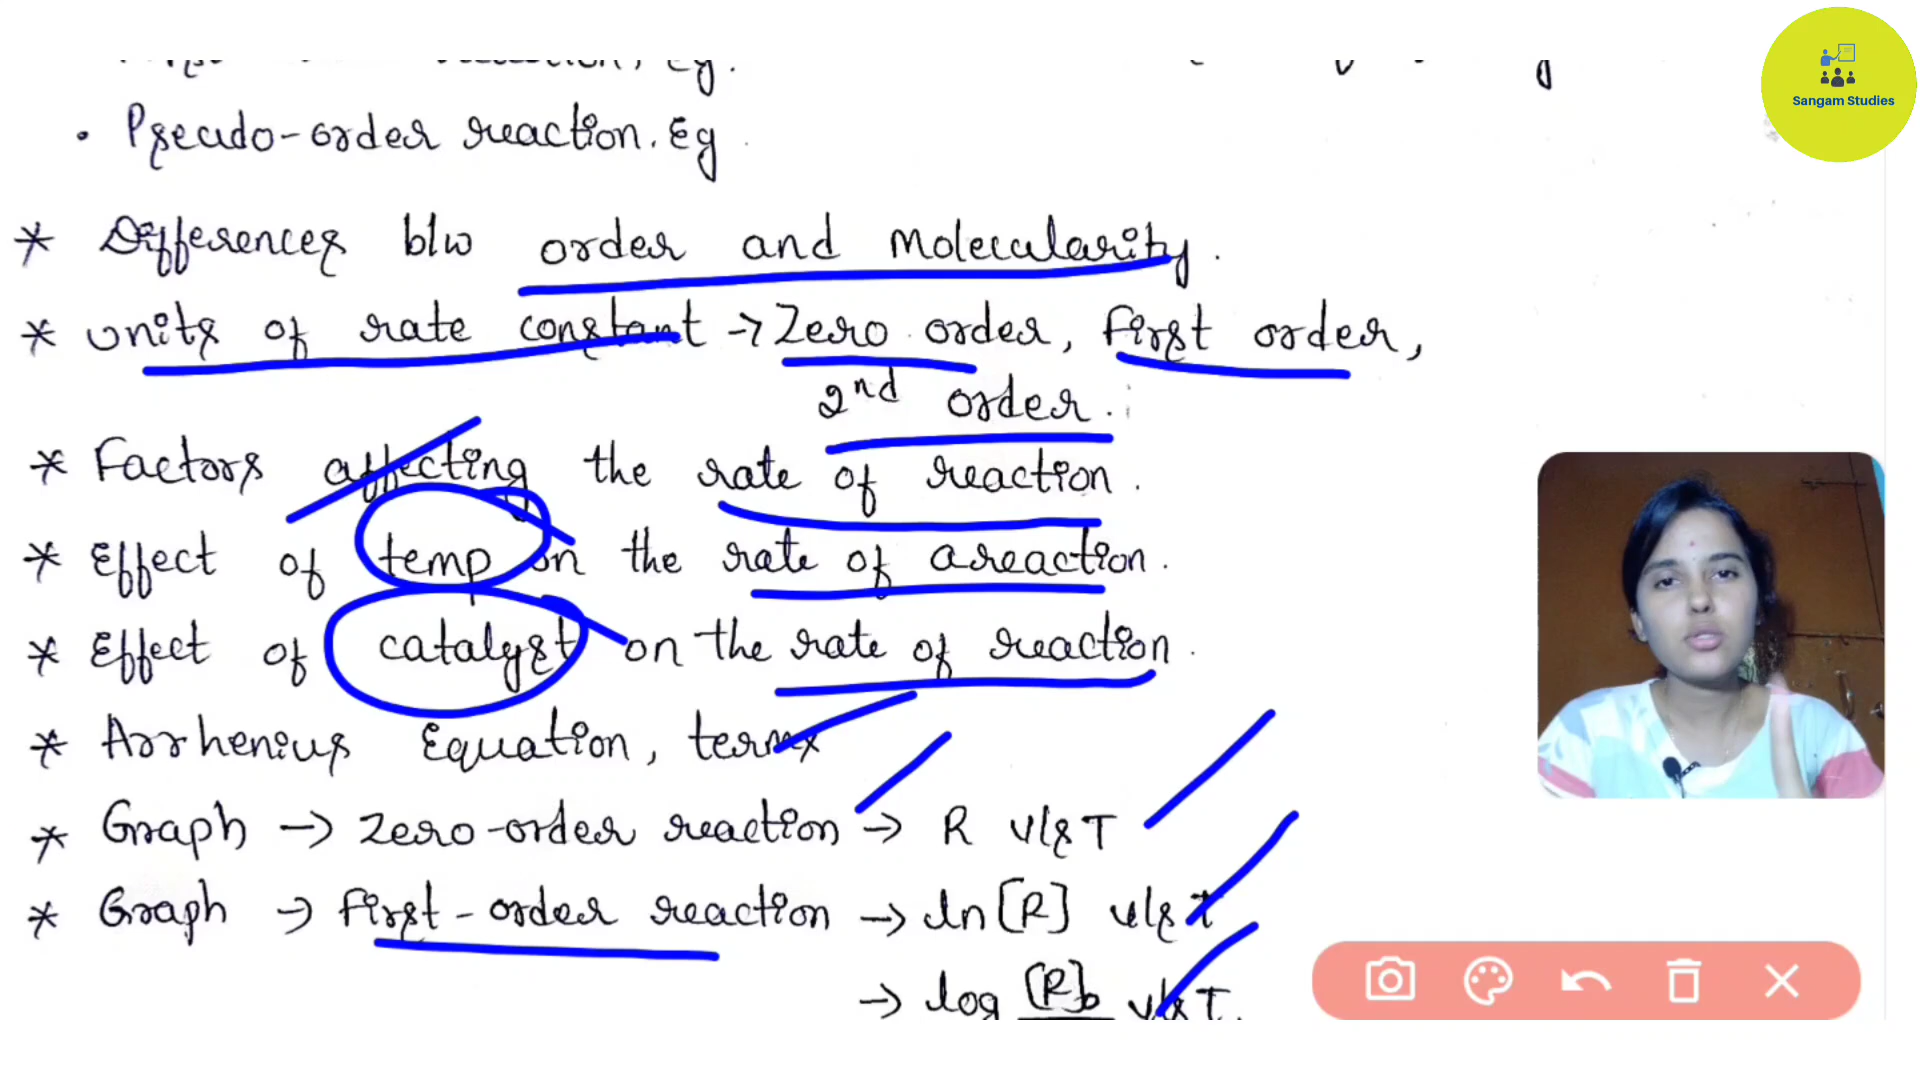 Eg.
• Pseudo-order reaction. Eg.
* Differences b/w order and Molecularity.
* Units of rate constant → Zero order, First order,
2nd order.
* Factors affecting the rate of reaction.
* Effect of temp on the rate of a reaction.
* Effect of catalyst on the rate of reaction.
* Arrhenius Equation, terms
* Graph → Zero-order reaction → R v/s T
* Graph → First-order reaction → ln[R] v/s T
→ log [R]0 v/s T.
Sangam Studies